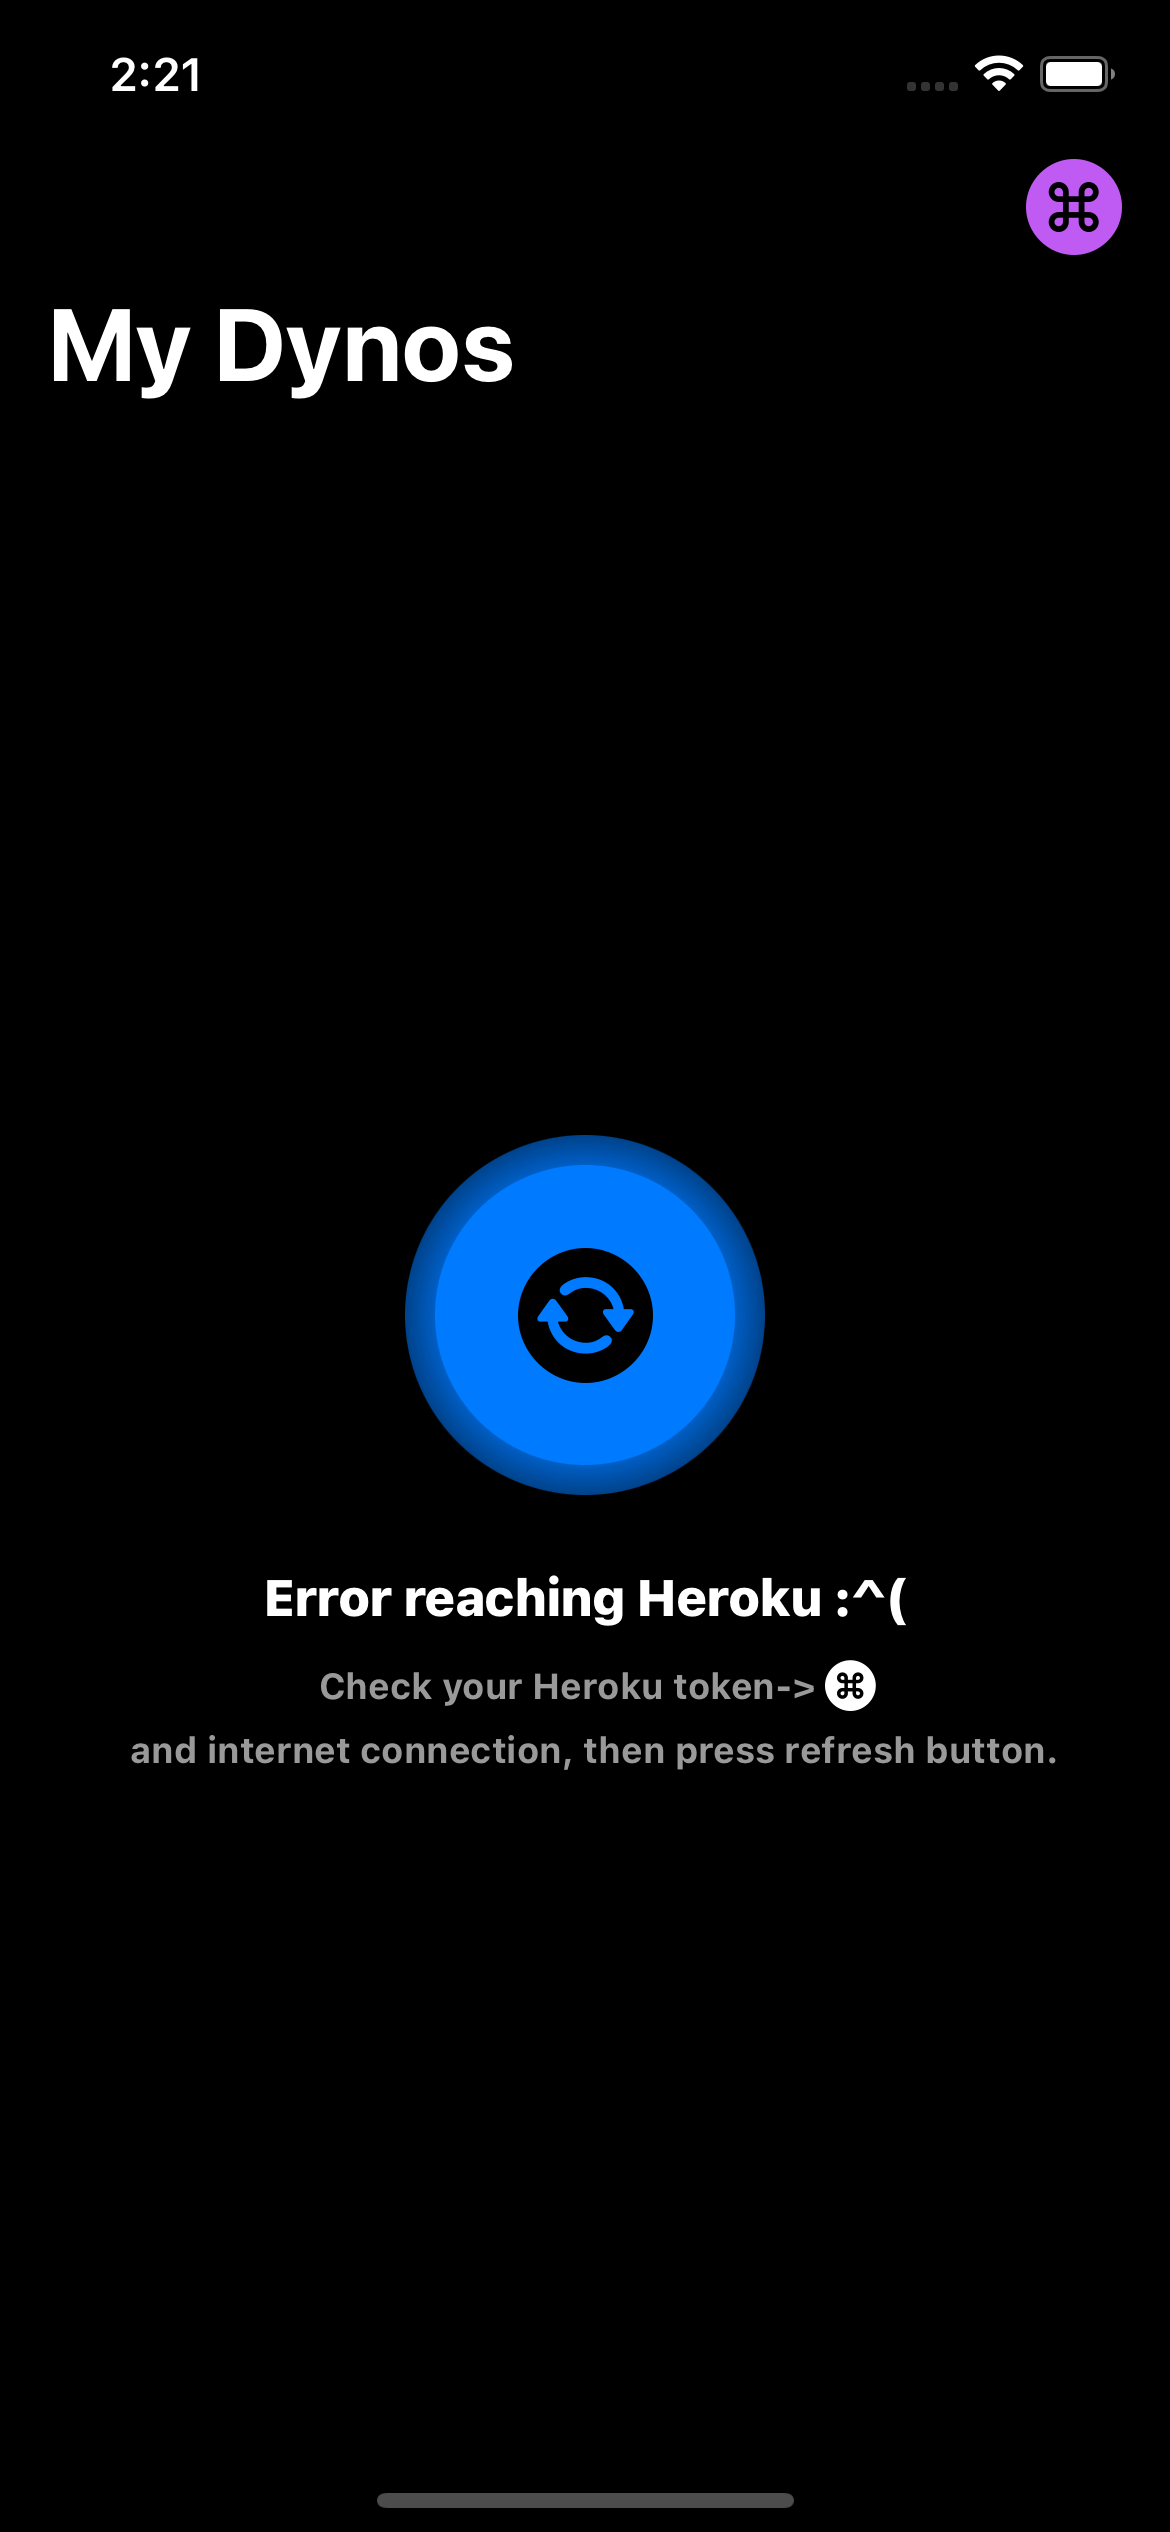 2:21
My Dynos
Error reaching Heroku :^(
Check your Heroku token-> ⌘
and internet connection, then press refresh button.